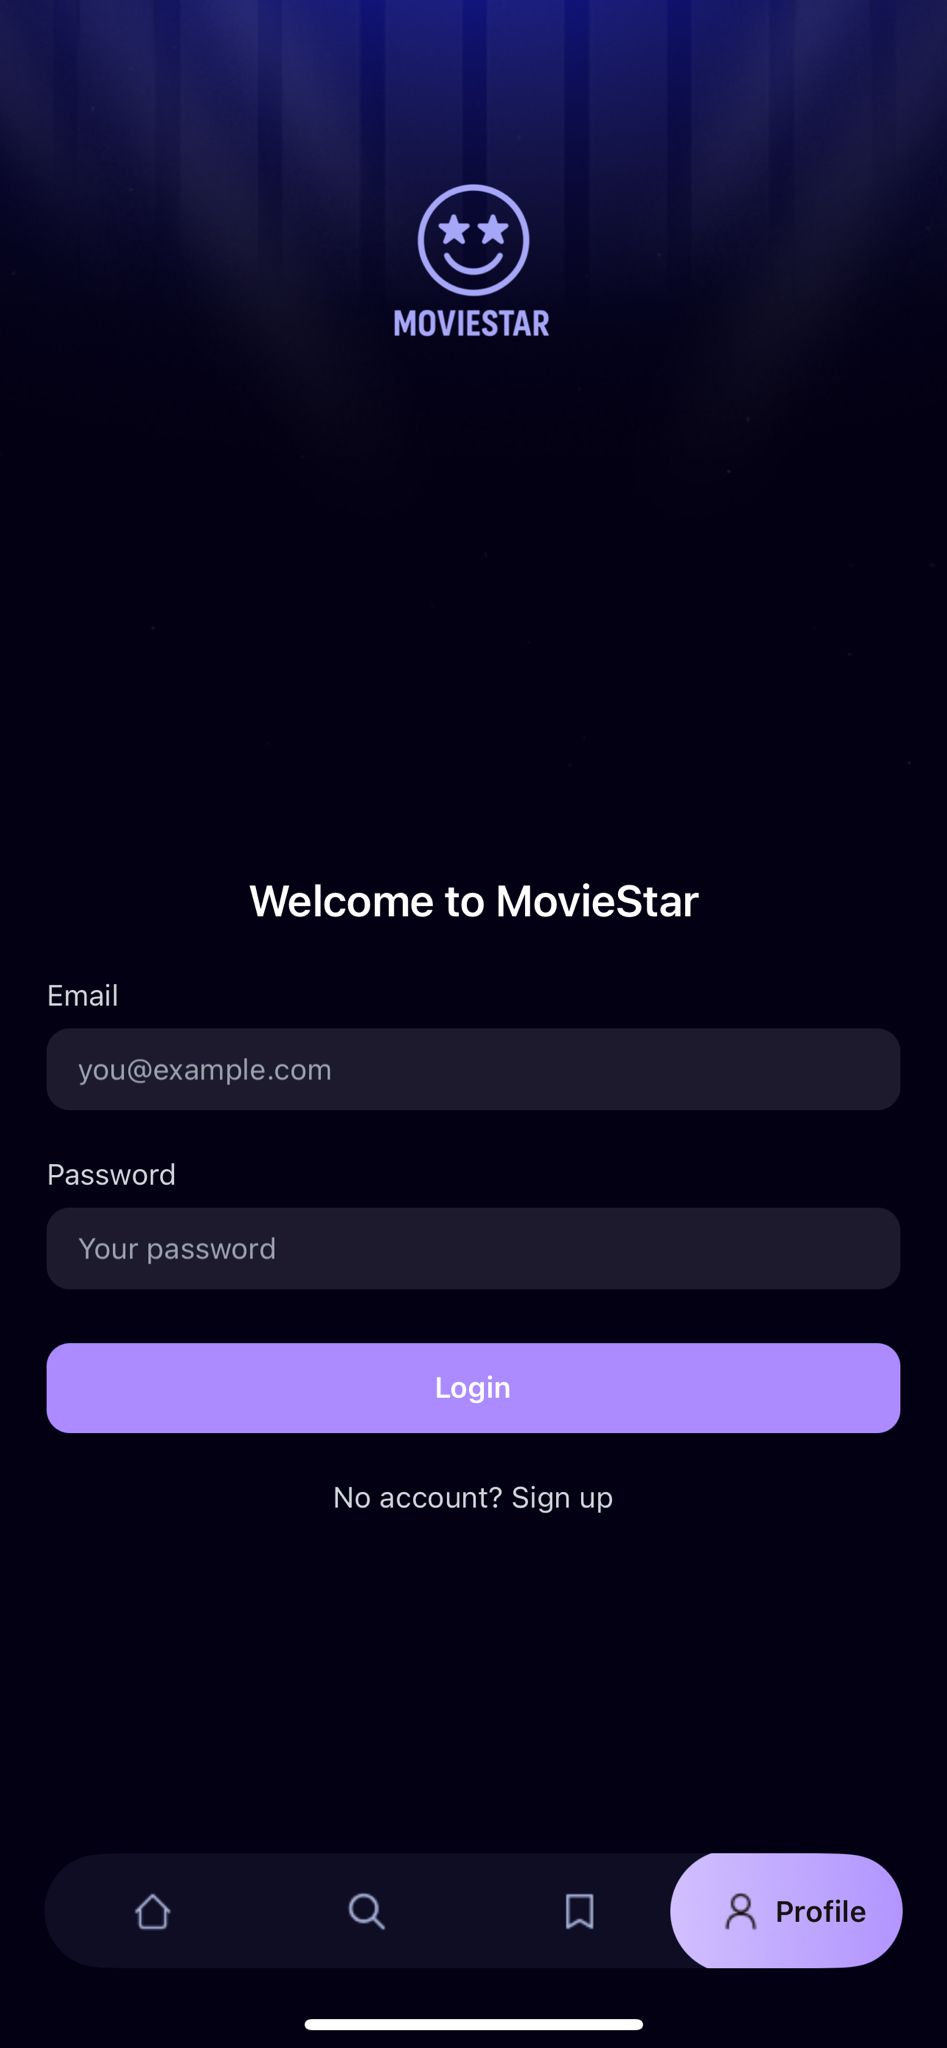 MOVIESTAR
Welcome to MovieStar
Email
you@example.com
Password
Your password
Login
No account? Sign up
Profile